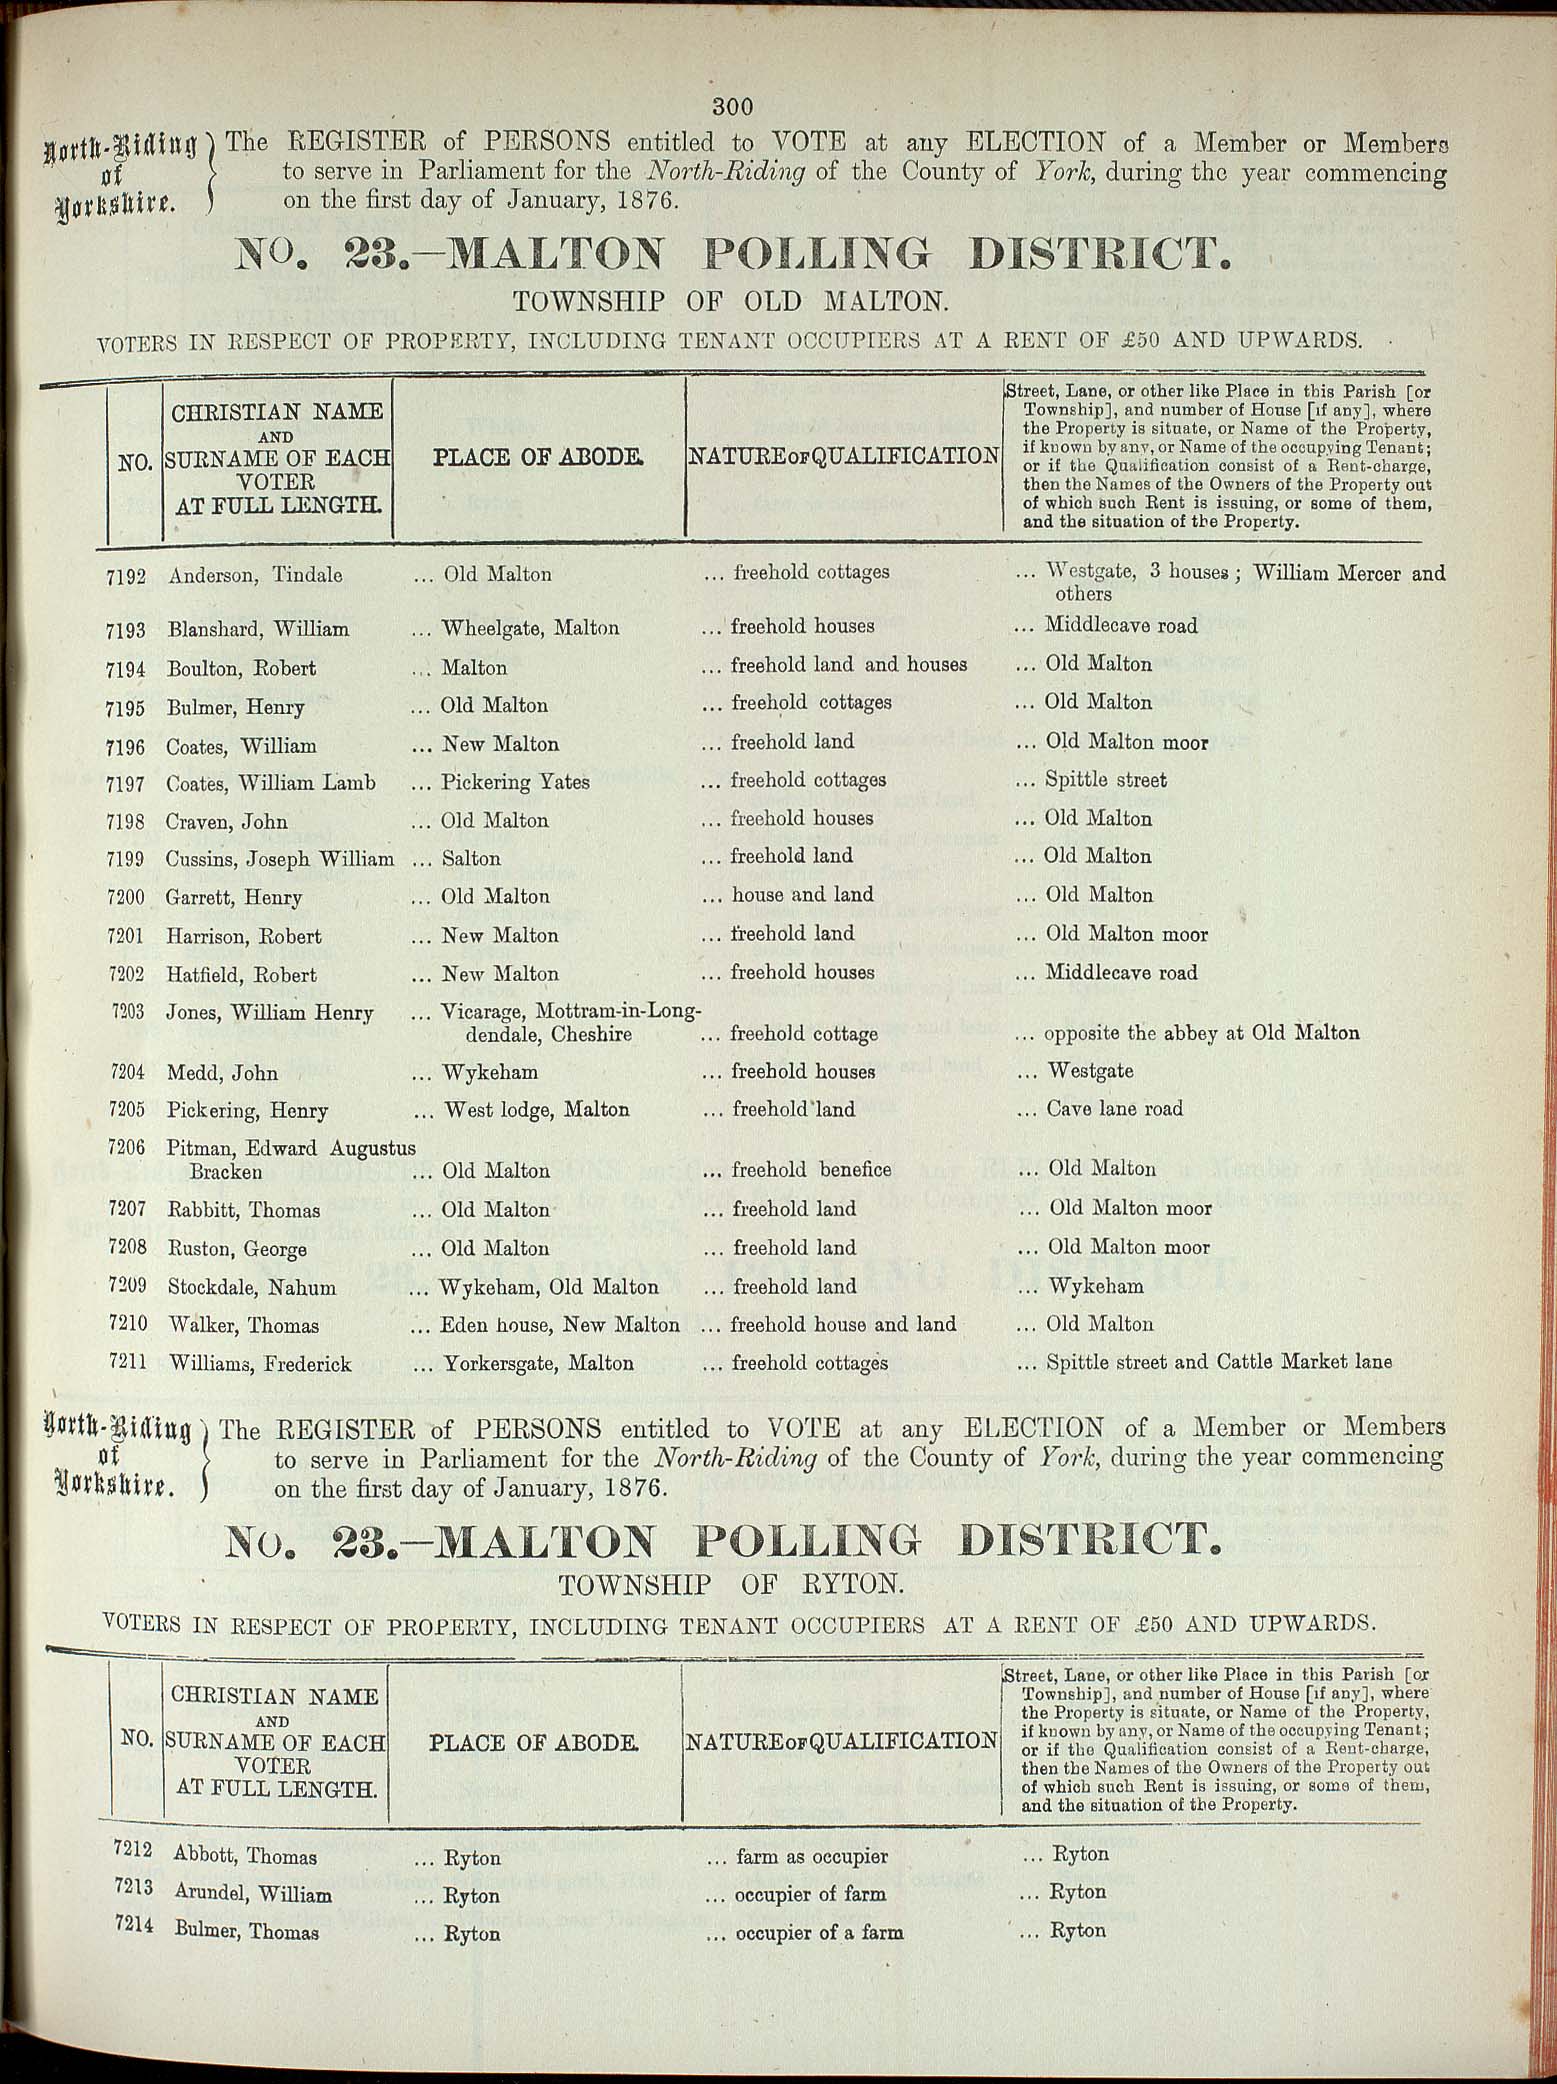 300
North-Riding of Yorkshire. } The REGISTER of PERSONS entitled to VOTE at any ELECTION of a Member or Members
to serve in Parliament for the North-Riding of the County of York, during the year commencing
on the first day of January, 1876.
NO. 23.—MALTON POLLING DISTRICT.
TOWNSHIP OF OLD MALTON.
VOTERS IN RESPECT OF PROPERTY, INCLUDING TENANT OCCUPIERS AT A RENT OF £50 AND UPWARDS.
NO.
CHRISTIAN NAME
AND
SURNAME OF EACH
VOTER
AT FULL LENGTH.
PLACE OF ABODE.
NATURE OF QUALIFICATION
Street, Lane, or other like Place in this Parish [or
Township], and number of House [if any], where
the Property is situate, or Name of the Property,
if known by any, or Name of the occupying Tenant;
or if the Qualification consist of a Rent-charge,
then the Names of the Owners of the Property out
of which such Rent is issuing, or some of them,
and the situation of the Property.
7192 Anderson, Tindale ... Old Malton ... freehold cottages ... Westgate, 3 houses; William Mercer and
others
7193 Blanshard, William ... Wheelgate, Malton ... freehold houses ... Middlecave road
7194 Boulton, Robert ... Malton ... freehold land and houses ... Old Malton
7195 Bulmer, Henry ... Old Malton ... freehold cottages ... Old Malton
7196 Coates, William ... New Malton ... freehold land ... Old Malton moor
7197 Coates, William Lamb ... Pickering Yates ... freehold cottages ... Spittle street
7198 Craven, John ... Old Malton ... freehold houses ... Old Malton
7199 Cussins, Joseph William ... Salton ... freehold land ... Old Malton
7200 Garrett, Henry ... Old Malton ... house and land ... Old Malton
7201 Harrison, Robert ... New Malton ... freehold land ... Old Malton moor
7202 Hatfield, Robert ... New Malton ... freehold houses ... Middlecave road
7203 Jones, William Henry ... Vicarage, Mottram-in-Long-
dendale, Cheshire ... freehold cottage ... opposite the abbey at Old Malton
7204 Medd, John ... Wykeham ... freehold houses ... Westgate
7205 Pickering, Henry ... West lodge, Malton ... freehold land ... Cave lane road
7206 Pitman, Edward Augustus
Bracken ... Old Malton ... freehold benefice ... Old Malton
7207 Rabbitt, Thomas ... Old Malton ... freehold land ... Old Malton moor
7208 Ruston, George ... Old Malton ... freehold land ... Old Malton moor
7209 Stockdale, Nahum ... Wykeham, Old Malton ... freehold land ... Wykeham
7210 Walker, Thomas ... Eden house, New Malton ... freehold house and land ... Old Malton
7211 Williams, Frederick ... Yorkersgate, Malton ... freehold cottages ... Spittle street and Cattle Market lane
North-Riding of Yorkshire. } The REGISTER of PERSONS entitled to VOTE at any ELECTION of a Member or Members
to serve in Parliament for the North-Riding of the County of York, during the year commencing
on the first day of January, 1876.
No. 23.—MALTON POLLING DISTRICT.
TOWNSHIP OF RYTON.
VOTERS IN RESPECT OF PROPERTY, INCLUDING TENANT OCCUPIERS AT A RENT OF £50 AND UPWARDS.
NO.
CHRISTIAN NAME
AND
SURNAME OF EACH
VOTER
AT FULL LENGTH.
PLACE OF ABODE.
NATURE OF QUALIFICATION
Street, Lane, or other like Place in this Parish [or
Township], and number of House [if any], where
the Property is situate, or Name of the Property,
if known by any, or Name of the occupying Tenant;
or if the Qualification consist of a Rent-charge,
then the Names of the Owners of the Property out
of which such Rent is issuing, or some of them,
and the situation of the Property.
7212 Abbott, Thomas ... Ryton ... farm as occupier ... Ryton
7213 Arundel, William ... Ryton ... occupier of farm ... Ryton
7214 Bulmer, Thomas ... Ryton ... occupier of a farm ... Ryton